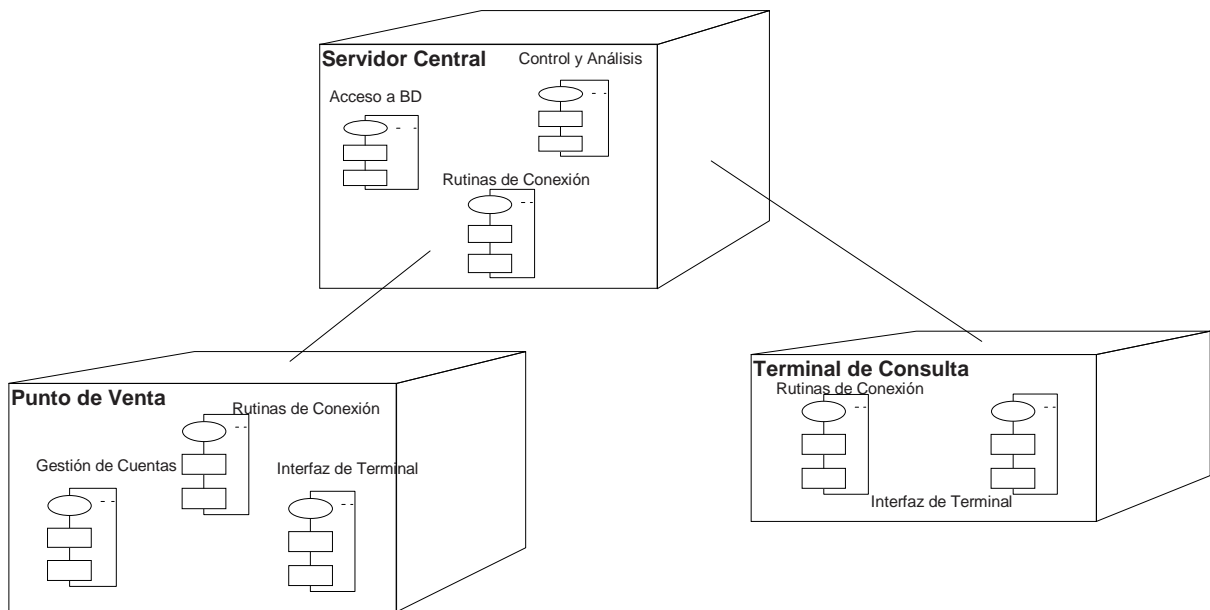 Servidor Central
Control y Análisis
Acceso a BD
Rutinas de Conexión
Punto de Venta
Rutinas de Conexión
Gestión de Cuentas
Interfaz de Terminal
Terminal de Consulta
Rutinas de Conexión
Interfaz de Terminal